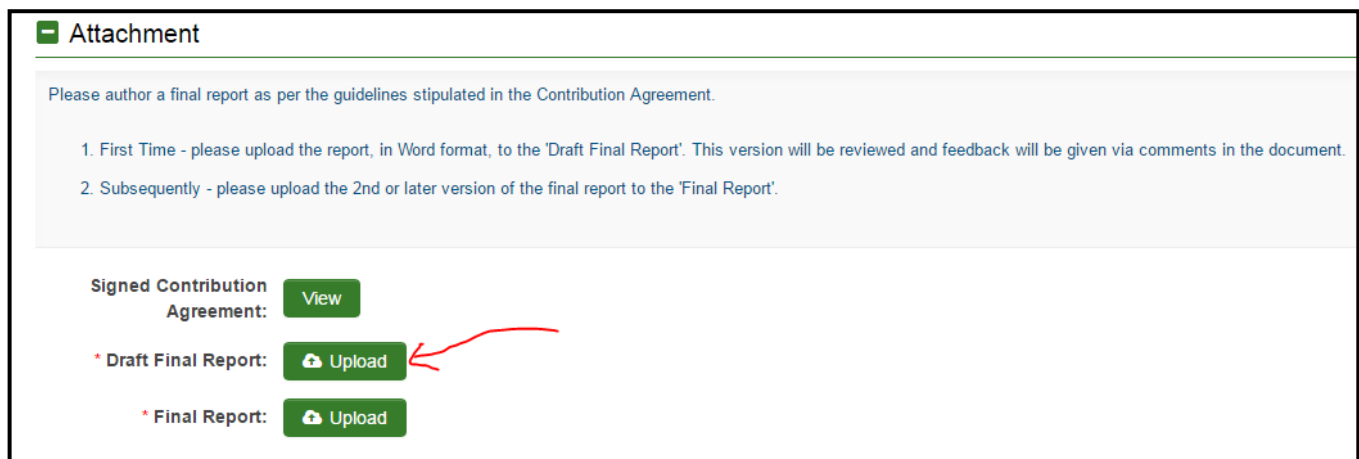 Attachment
Please author a final report as per the guidelines stipulated in the Contribution Agreement.
1. First Time - please upload the report, in Word format, to the 'Draft Final Report'. This version will be reviewed and feedback will be given via comments in the document.
2. Subsequently - please upload the 2nd or later version of the final report to the 'Final Report'.
Signed Contribution
Agreement:
View
* Draft Final Report:
Upload
* Final Report:
Upload